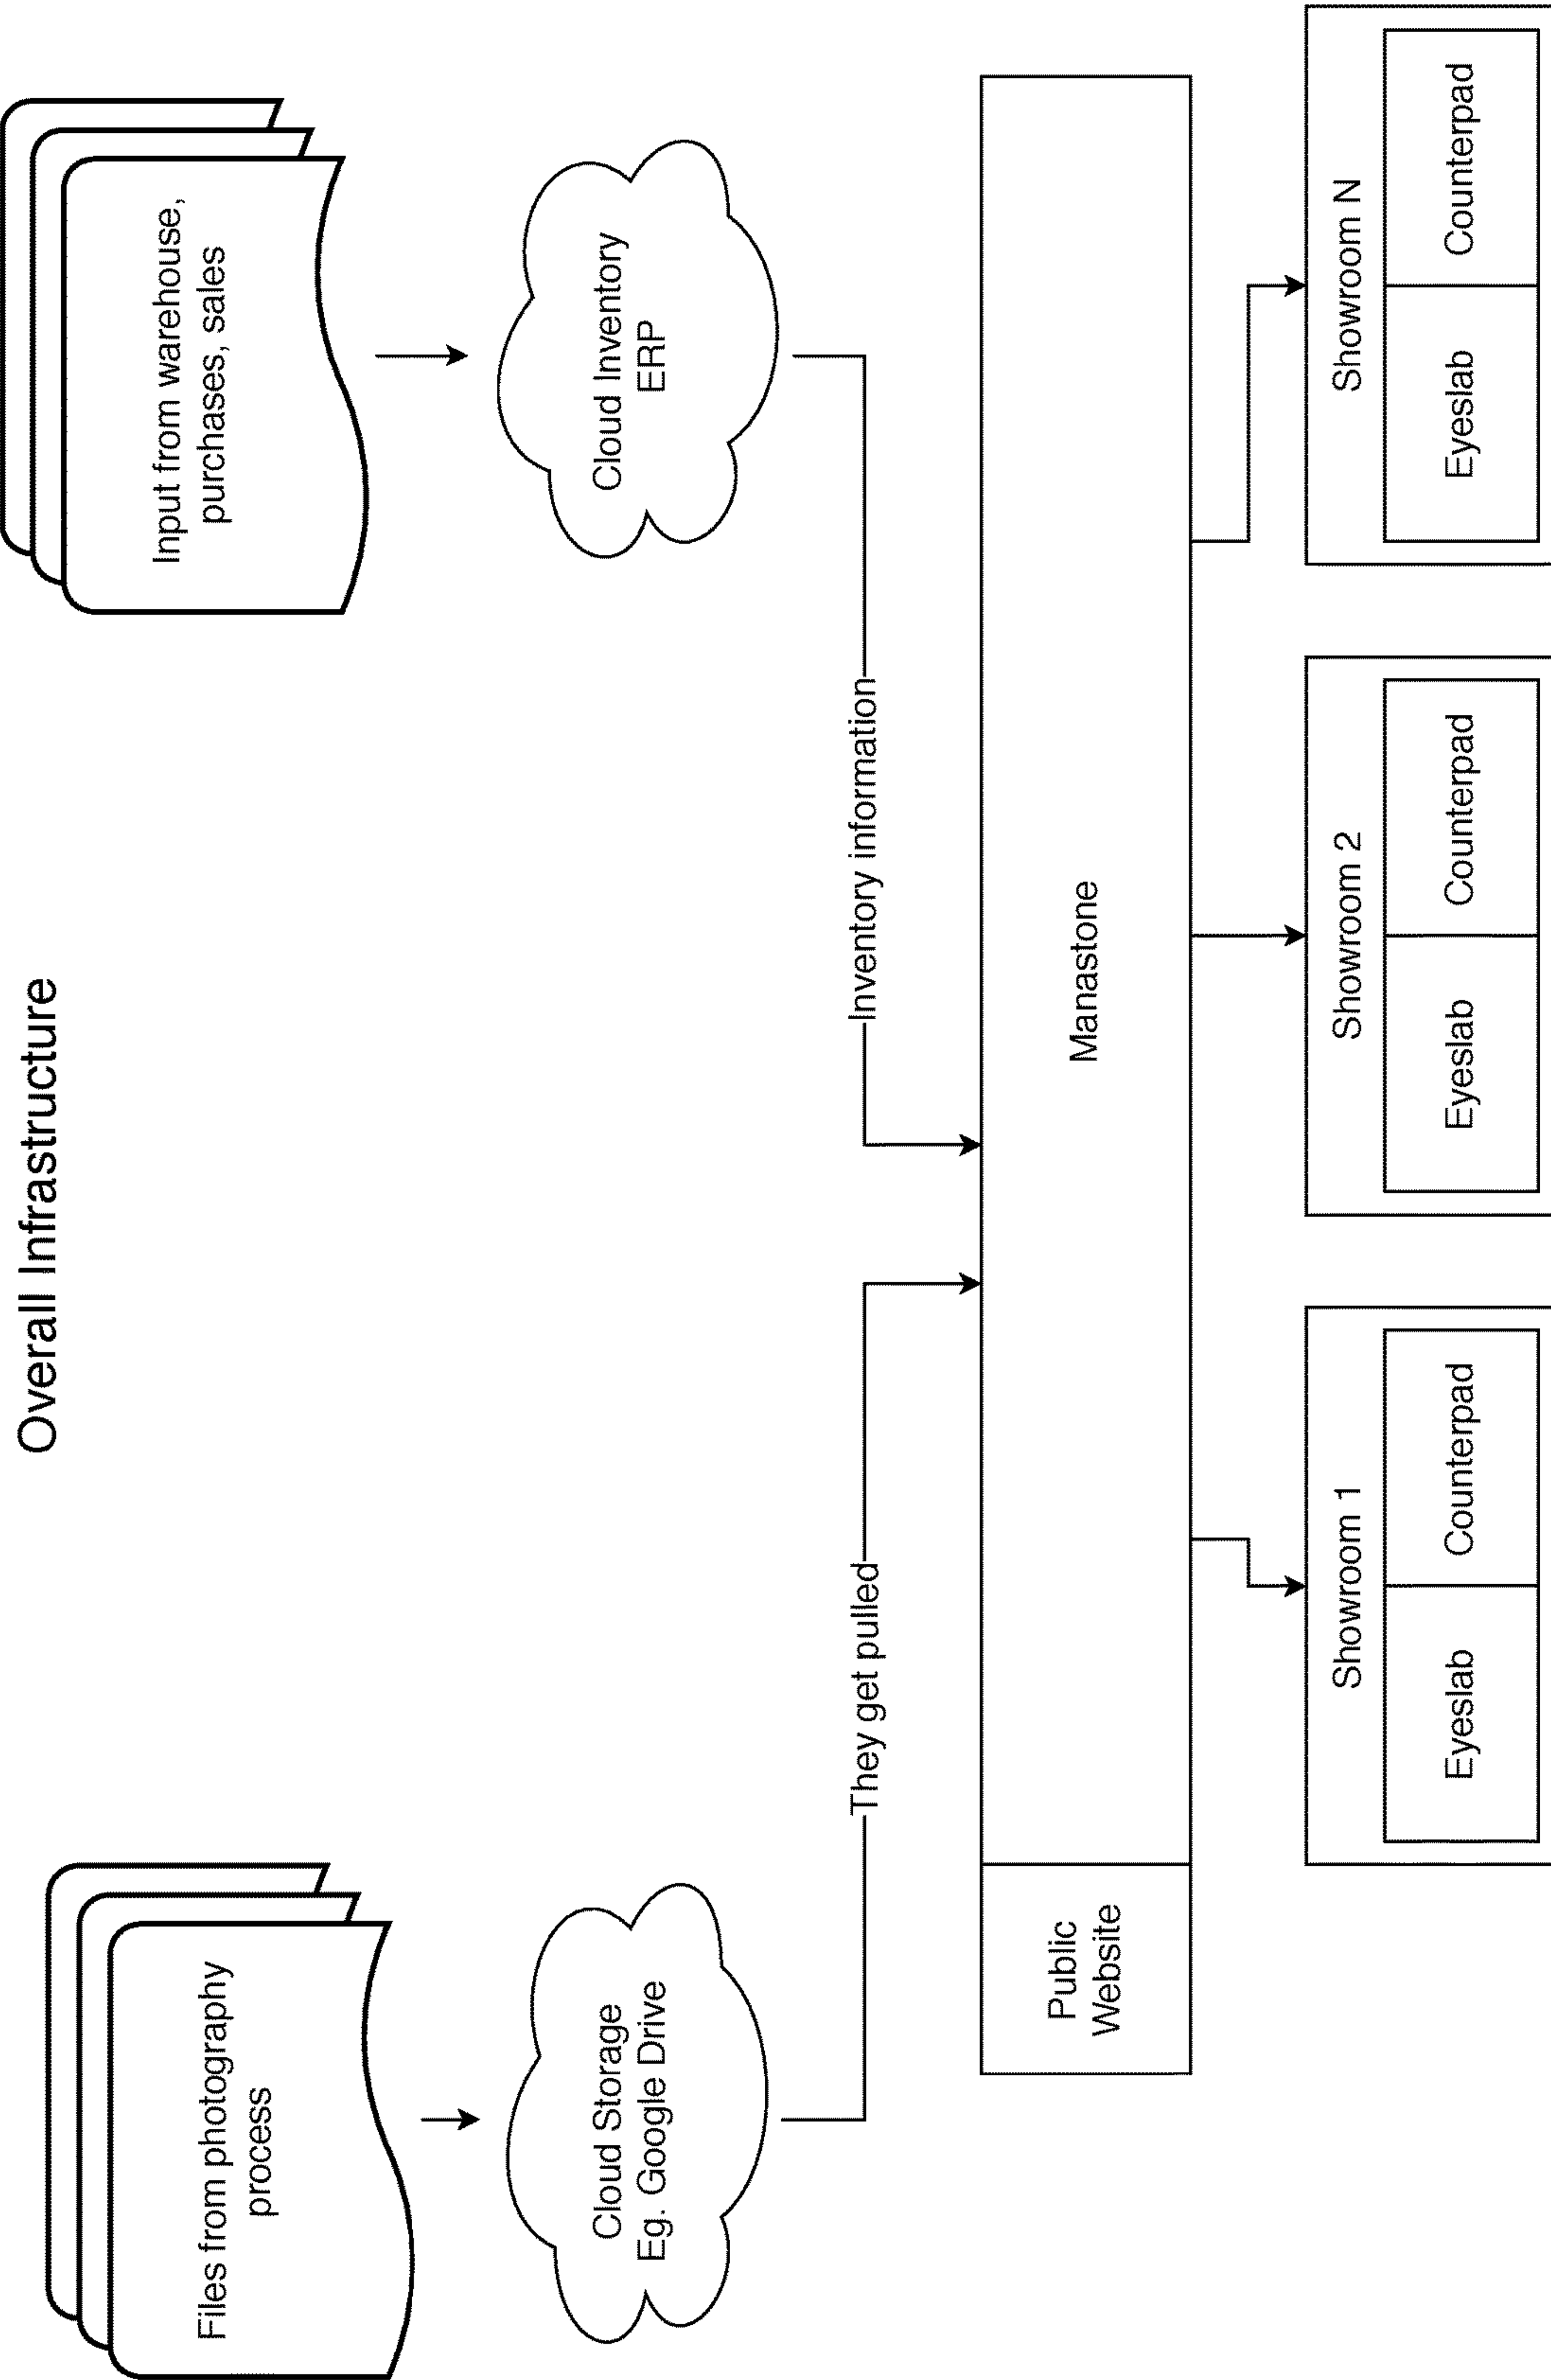 Overall Infrastructure
Files from photography
process
Input from warehouse,
purchases, sales
Cloud Storage
Eg. Google Drive
Cloud Inventory
ERP
They get pulled
Inventory information
Public
Website
Manastone
Showroom 1
Eyeslab
Counterpad
Showroom 2
Eyeslab
Counterpad
Showroom N
Eyeslab
Counterpad